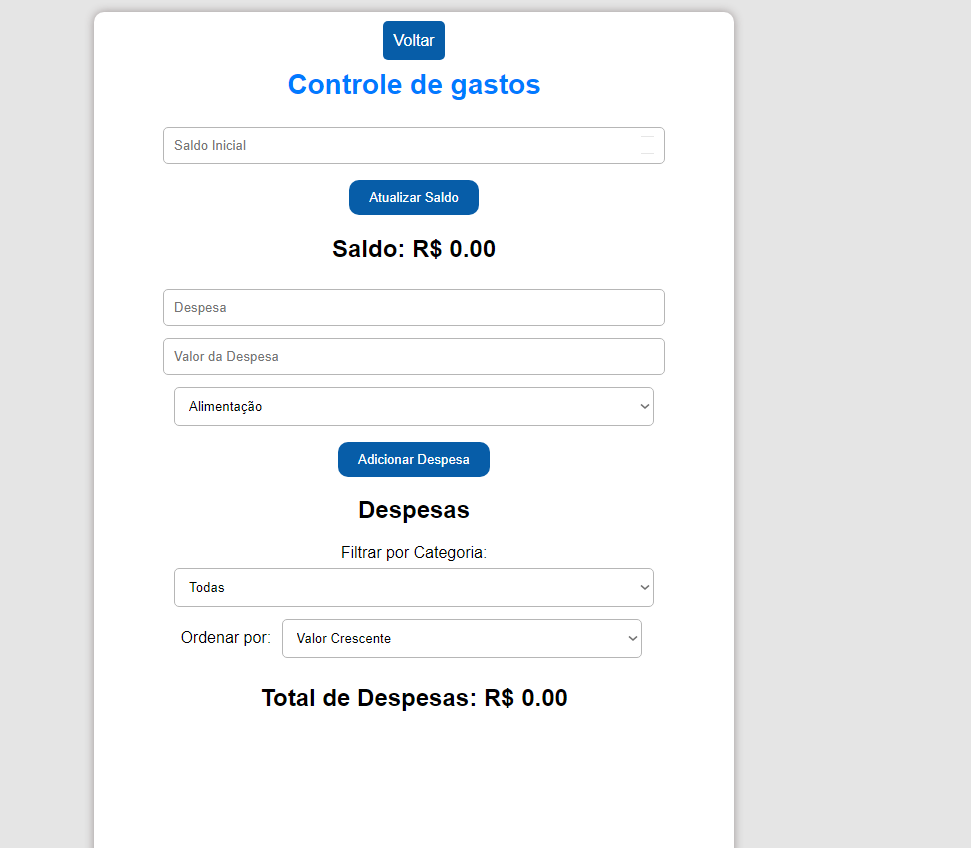 Voltar
Controle de gastos
Saldo Inicial
Atualizar Saldo
Saldo: R$ 0.00
Despesa
Valor da Despesa
Alimentação
Adicionar Despesa
Despesas
Filtrar por Categoria:
Todas
Ordenar por: Valor Crescente
Total de Despesas: R$ 0.00